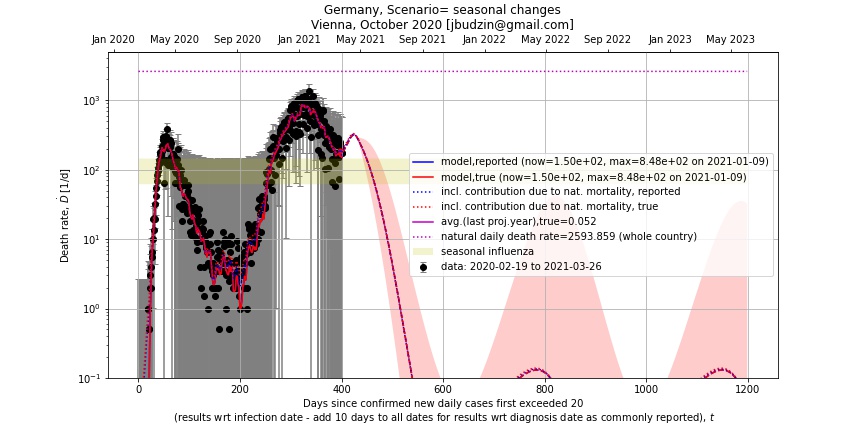 Germany, Scenario= seasonal changes
Vienna, October 2020 [jbudzin@gmail.com]
Jan 2020 May 2020 Sep 2020 Jan 2021 May 2021 Sep 2021 Jan 2022 May 2022 Sep 2022 Jan 2023 May 2023
10³
10²
10¹
10⁰
10⁻¹
Death rate, D [1/d]
model,reported (now=1.50e+02, max=8.48e+02 on 2021-01-09)
model,true (now=1.50e+02, max=8.48e+02 on 2021-01-09)
incl. contribution due to nat. mortality, reported
incl. contribution due to nat. mortality, true
avg.(last proj.year),true=0.052
natural daily death rate=2593.859 (whole country)
seasonal influenza
data: 2020-02-19 to 2021-03-26
0 200 400 600 800 1000 1200
Days since confirmed new daily cases first exceeded 20
(results wrt infection date - add 10 days to all dates for results wrt diagnosis date as commonly reported), t